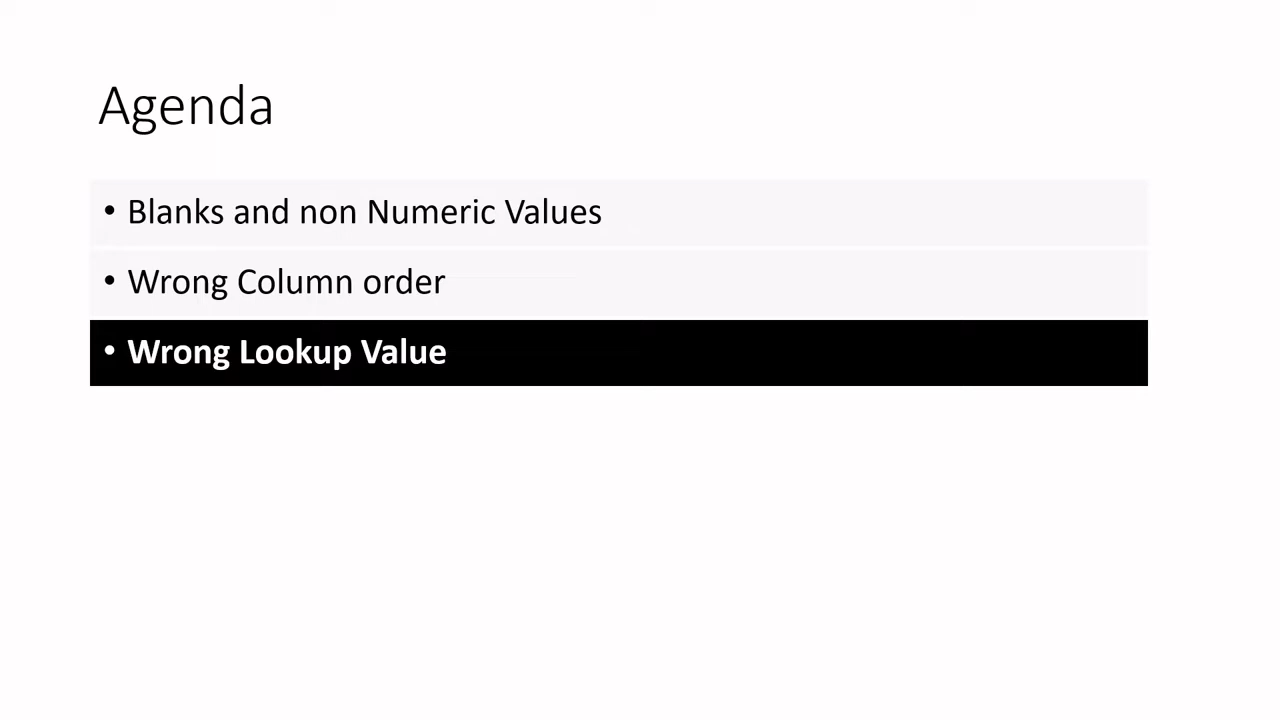 Agenda
• Blanks and non Numeric Values
• Wrong Column order
• Wrong Lookup Value